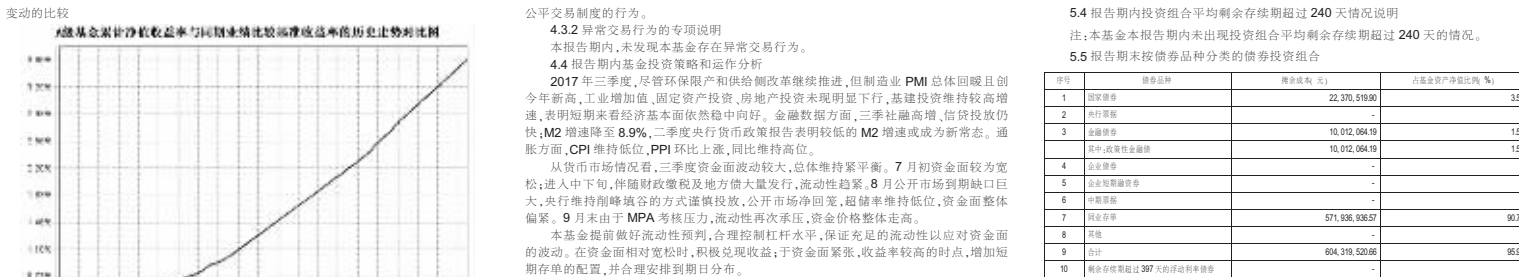 变动的比较
A级基金累计净值收益率与同期业绩比较基准收益率的历史走势对比图
公平交易制度的行为。
4.3.2 异常交易行为的专项说明
本报告期内,未发现本基金存在异常交易行为。
4.4 报告期内基金投资策略和运作分析
2017 年三季度,尽管环保限产和供给侧改革继续推进,但制造业 PMI 总体回暖且创
今年新高,工业增加值、固定资产投资、房地产投资未现明显下行,基建投资维持较高增
速,表明短期来看经济基本面依然稳中向好。金融数据方面,三季社融高增、信贷投放仍
快;M2 增速降至 8.9%,二季度央行货币政策报告表明较低的 M2 增速或成为新常态。通
胀方面,CPI 维持低位,PPI 环比上涨,同比维持高位。
从货币市场情况看,三季度资金面波动较大,总体维持紧平衡。7 月初资金面较为宽
松;进入中下旬,伴随财政缴税及地方债大量发行,流动性趋紧。8 月公开市场到期缺口巨
大,央行维持削峰填谷的方式谨慎投放,公开市场净回笼,超储率维持低位,资金面整体
偏紧。9 月末由于 MPA 考核压力,流动性再次承压,资金价格整体走高。
本基金提前做好流动性预判,合理控制杠杆水平,保证充足的流动性以应对资金面
的波动。在资金面相对宽松时,积极兑现收益;于资金面紧张,收益率较高的时点,增加短
期存单的配置,并合理安排到期日分布。
5.4 报告期内投资组合平均剩余存续期超过 240 天情况说明
注:本基金本报告期内未出现投资组合平均剩余存续期超过 240 天的情况。
5.5 报告期末按债券品种分类的债券投资组合
序号 债券品种 摊余成本(元) 占基金资产净值比例(%)
1 国家债券 22,370,519.90 3.5
2 央行票据 -
3 金融债券 10,012,064.19 1.5
其中:政策性金融债 10,012,064.19 1.5
4 企业债券 -
5 企业短期融资券 -
6 中期票据 -
7 同业存单 571,936,936.57 90.7
8 其他 -
9 合计 604,319,520.66 95.9
10 剩余存续期超过 397 天的浮动利率债券 -